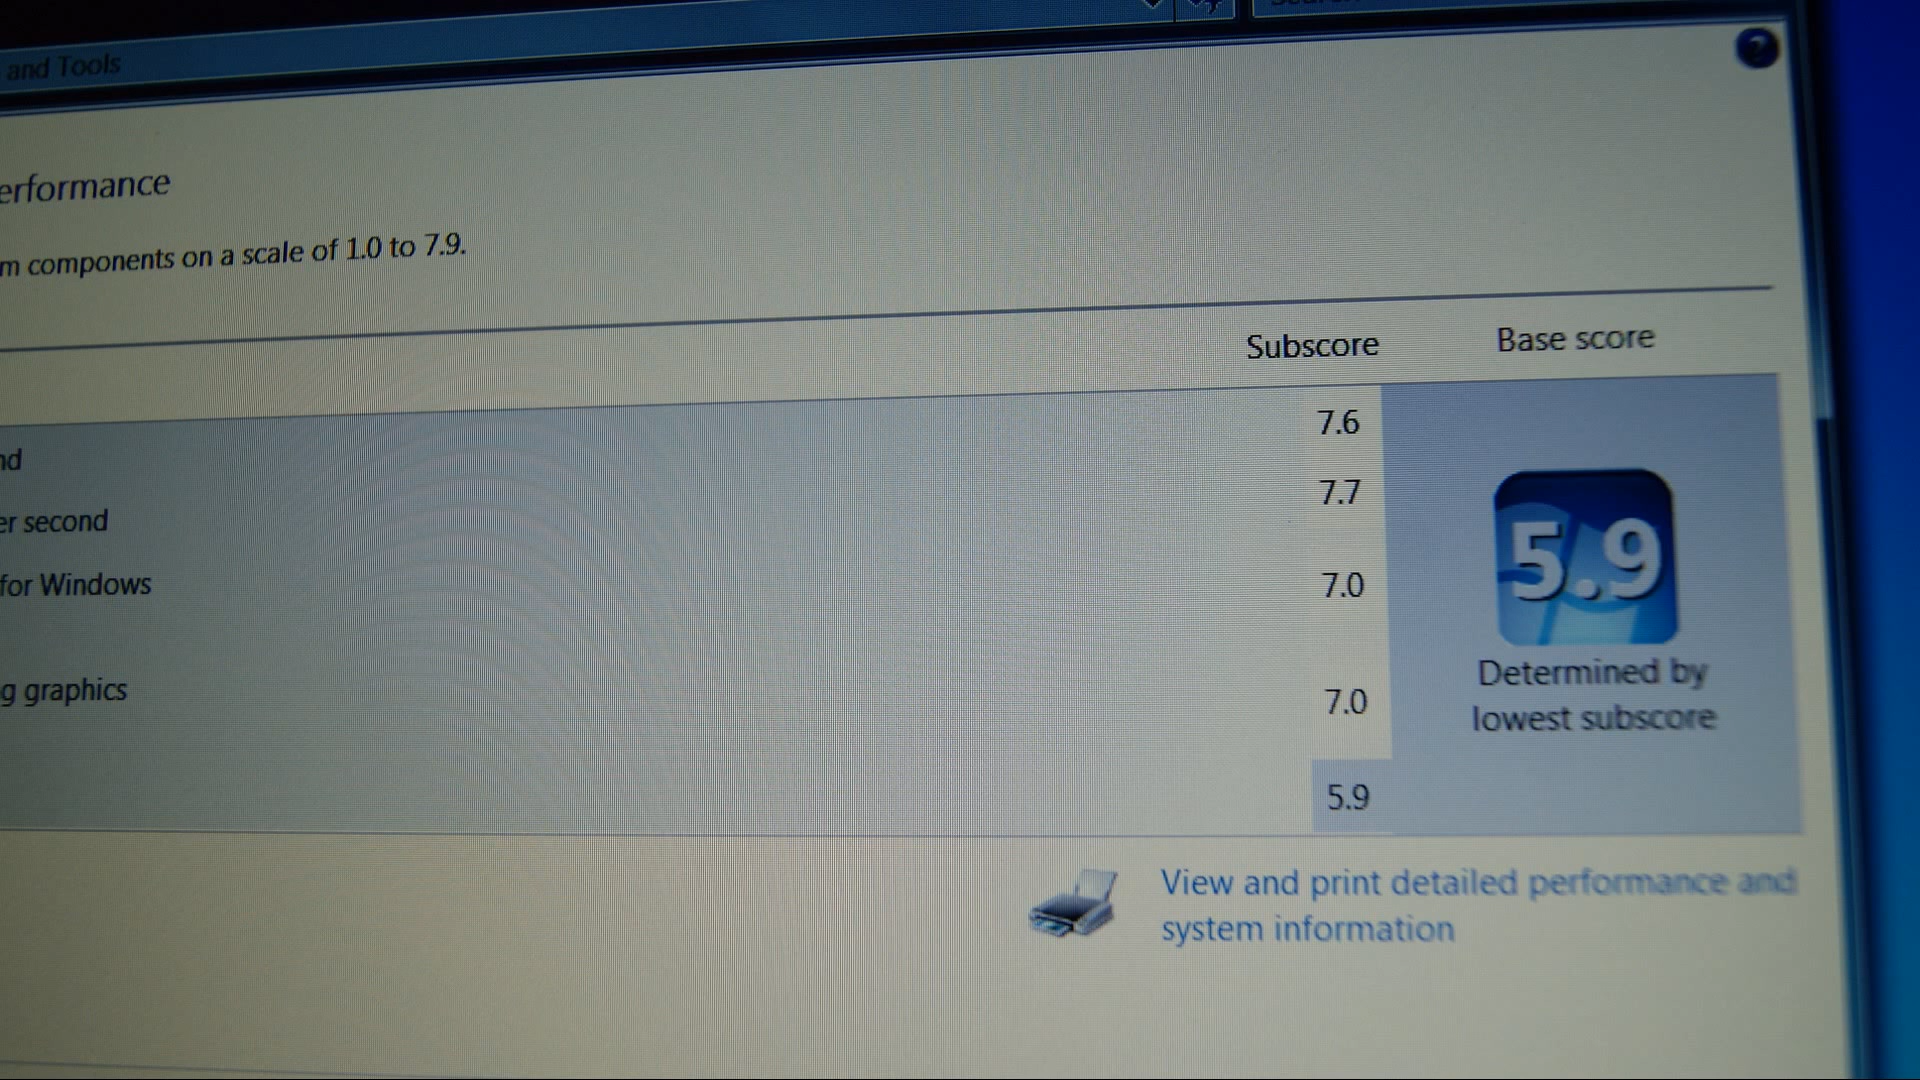 and Tools
erformance
m components on a scale of 1.0 to 7.9.
Subscore Base score
nd 7.6
er second 7.7
for Windows 7.0
g graphics 7.0
5.9
5.9
Determined by
lowest subscore
View and print detailed performance and
system information